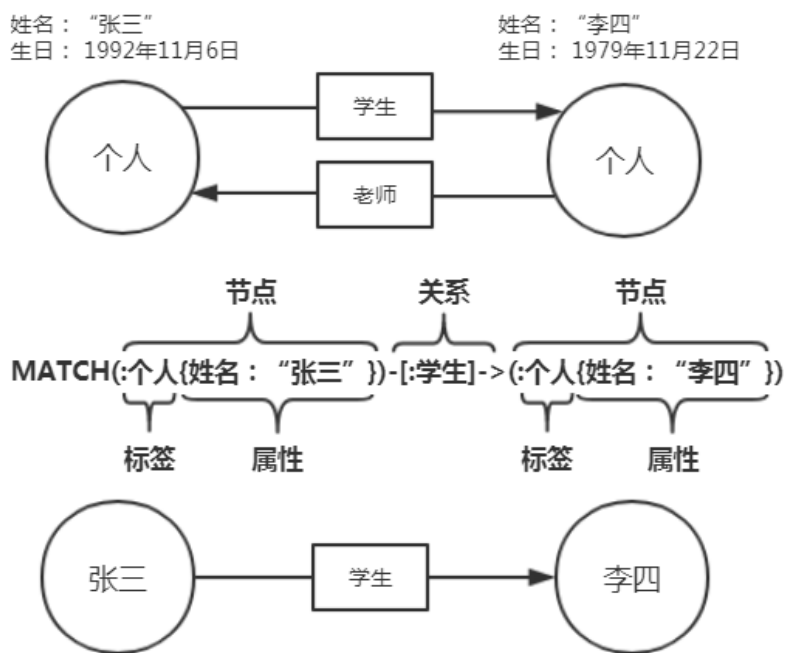 姓名：“张三”
生日： 1992年11月6日
姓名：“李四”
生日： 1979年11月22日
学生
个人
个人
老师
节点
关系
节点
MATCH(:个人{姓名：“张三”})-[:学生]->(:个人{姓名：“李四”})
标签
属性
标签
属性
张三
学生
李四